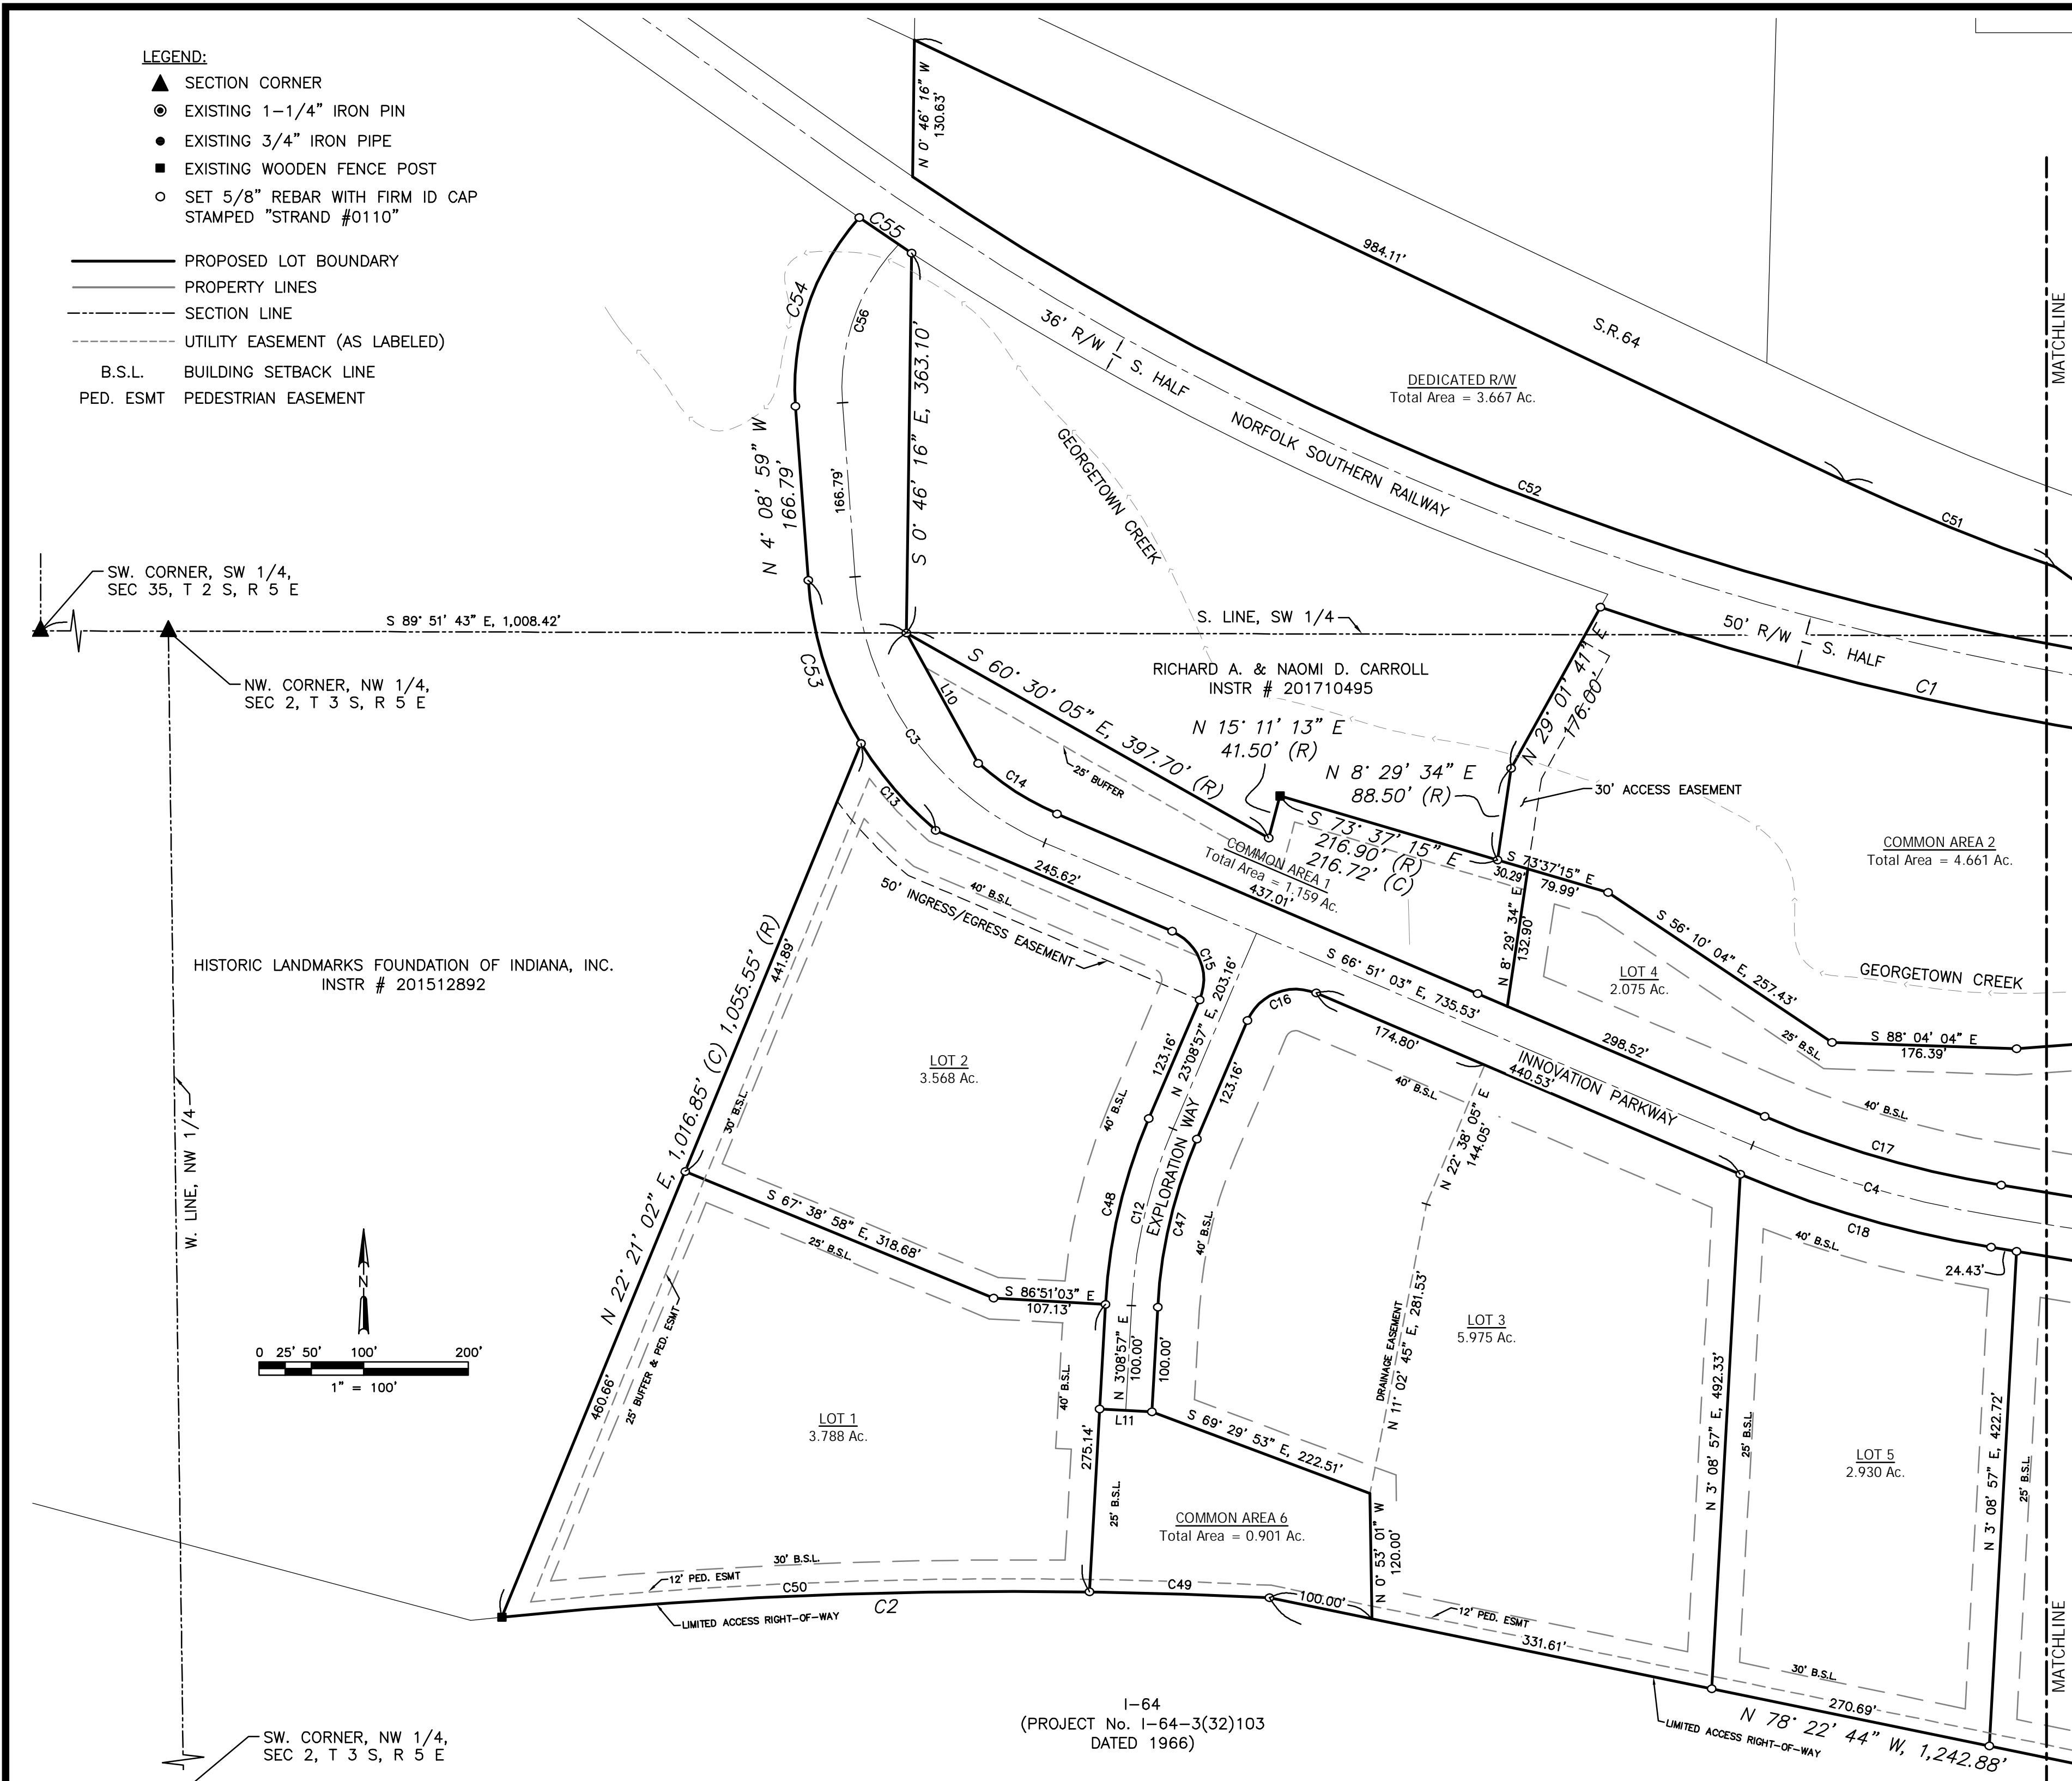 LEGEND:
SECTION CORNER
EXISTING 1-1/4" IRON PIN
EXISTING 3/4" IRON PIPE
EXISTING WOODEN FENCE POST
SET 5/8" REBAR WITH FIRM ID CAP
STAMPED "STRAND #0110"
PROPOSED LOT BOUNDARY
PROPERTY LINES
SECTION LINE
UTILITY EASEMENT (AS LABELED)
B.S.L. BUILDING SETBACK LINE
PED. ESMT PEDESTRIAN EASEMENT
N 0° 46' 16" W
130.63'
984.11'
S.R.64
MATCHLINE
C55
C54
C56
36' R/W
S. HALF
NORFOLK SOUTHERN RAILWAY
DEDICATED R/W
Total Area = 3.667 Ac.
C52
C51
N 4° 08' 59" W
166.79'
166.79'
S 0° 46' 16" E, 363.10'
GEORGETOWN CREEK
SW. CORNER, SW 1/4,
SEC 35, T 2 S, R 5 E
S 89° 51' 43" E, 1,008.42'
S. LINE, SW 1/4
50' R/W
S. HALF
C1
NW. CORNER, NW 1/4,
SEC 2, T 3 S, R 5 E
C53
L10
C3
RICHARD A. & NAOMI D. CARROLL
INSTR # 201710495
S 60° 30' 05" E, 397.70' (R)
25' BUFFER
N 15° 11' 13" E
41.50' (R)
N 8° 29' 34" E
88.50' (R)
N 29° 01' 41" E
176.00'
30' ACCESS EASEMENT
S 73° 37' 15" E
216.90' (R)
216.72' (C)
COMMON AREA 1
Total Area = 1.159 Ac.
437.01'
S 73°37'15" E
30.29'
79.99'
N 8° 29' 34" E
132.90'
COMMON AREA 2
Total Area = 4.661 Ac.
S 56° 10' 04" E, 257.43'
GEORGETOWN CREEK
C13
C14
245.62'
40' B.S.L.
50' INGRESS/EGRESS EASEMENT
C15
C16
LOT 4
2.075 Ac.
25' B.S.L.
S 88° 04' 04" E
176.39'
40' B.S.L.
HISTORIC LANDMARKS FOUNDATION OF INDIANA, INC.
INSTR # 201512892
N 22° 21' 02" E, 1,016.85' (C) 1,055.55' (R)
441.89'
30' B.S.L.
LOT 2
3.568 Ac.
123.16'
N 23°08'57" E, 203.16'
123.16'
40' B.S.L.
EXPLORATION WAY
S 66° 51' 03" E, 735.53'
174.80'
INNOVATION PARKWAY
440.53'
298.52'
40' B.S.L.
N 22° 38' 05" E
144.05'
C17
C4
C18
24.43'
W. LINE, NW 1/4
C48
C12
C47
40' B.S.L.
S 67° 38' 58" E, 318.68'
25' B.S.L.
S 86°51'03" E
107.13'
40' B.S.L.
N
0 25' 50' 100' 200'
1" = 100'
460.66'
25' BUFFER & PED. ESMT
LOT 1
3.788 Ac.
40' B.S.L.
N 3°08'57" E
100.00'
100.00'
L11
275.14'
25' B.S.L.
S 69° 29' 53" E, 222.51'
DRAINAGE EASEMENT
N 11° 02' 45" E, 281.53'
LOT 3
5.975 Ac.
N 3° 08' 57" E, 492.33'
25' B.S.L.
LOT 5
2.930 Ac.
N 3° 08' 57" E, 422.72'
25' B.S.L.
COMMON AREA 6
Total Area = 0.901 Ac.
N 0° 53' 01" W
120.00'
30' B.S.L.
12' PED. ESMT
C50
C2
C49
LIMITED ACCESS RIGHT-OF-WAY
100.00'
12' PED. ESMT
331.61'
30' B.S.L.
270.69'
MATCHLINE
LIMITED ACCESS RIGHT-OF-WAY
N 78° 22' 44" W, 1,242.88'
I-64
(PROJECT No. I-64-3(32)103
DATED 1966)
SW. CORNER, NW 1/4,
SEC 2, T 3 S, R 5 E